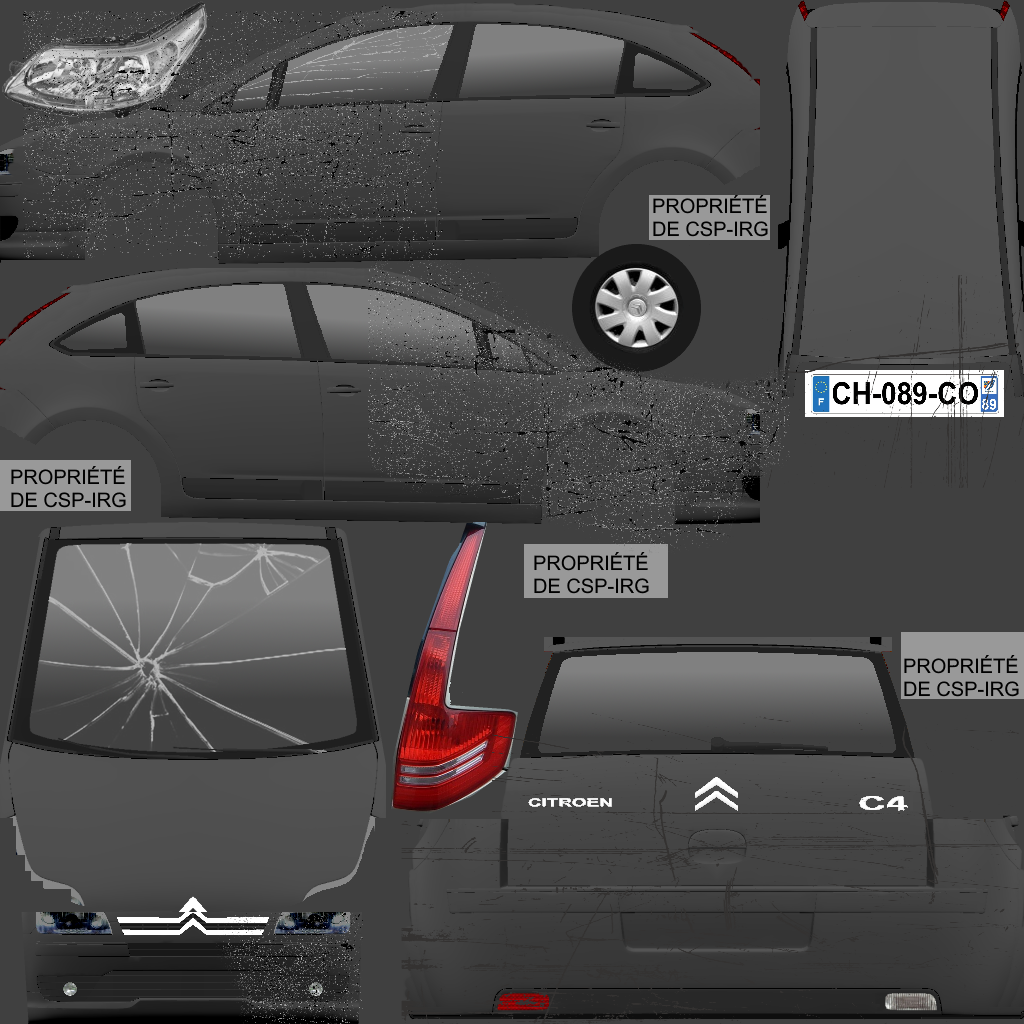 PROPRIÉTÉ
DE CSP-IRG
F CH-089-CO 89
PROPRIÉTÉ
DE CSP-IRG
PROPRIÉTÉ
DE CSP-IRG
PROPRIÉTÉ
DE CSP-IRG
CITROEN C4